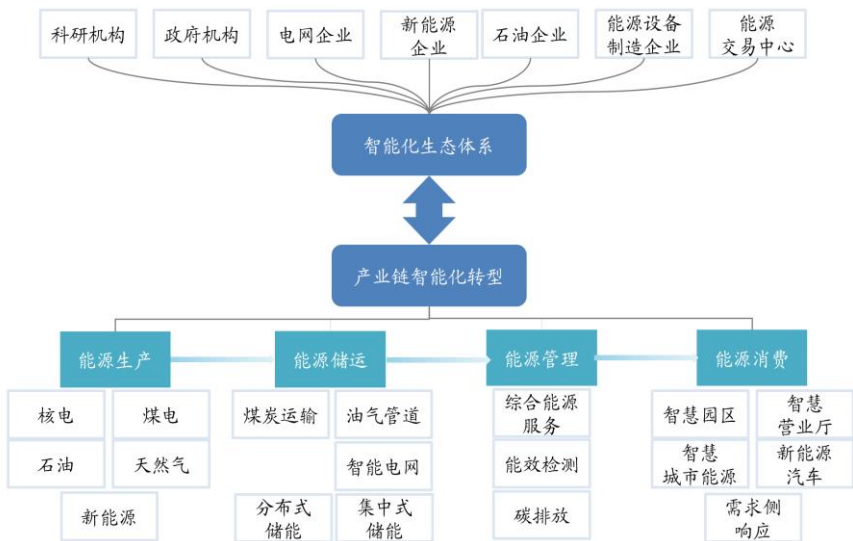 科研机构
政府机构
电网企业
新能源
企业
石油企业
能源设备
制造企业
能源
交易中心
智能化生态体系
产业链智能化转型
能源生产
能源储运
能源管理
能源消费
核电
煤电
石油
天然气
新能源
煤炭运输
油气管道
智能电网
分布式
储能
集中式
储能
综合能源
服务
能效检测
碳排放
智慧园区
智慧
营业厅
智慧
城市能源
新能源
汽车
需求侧
响应